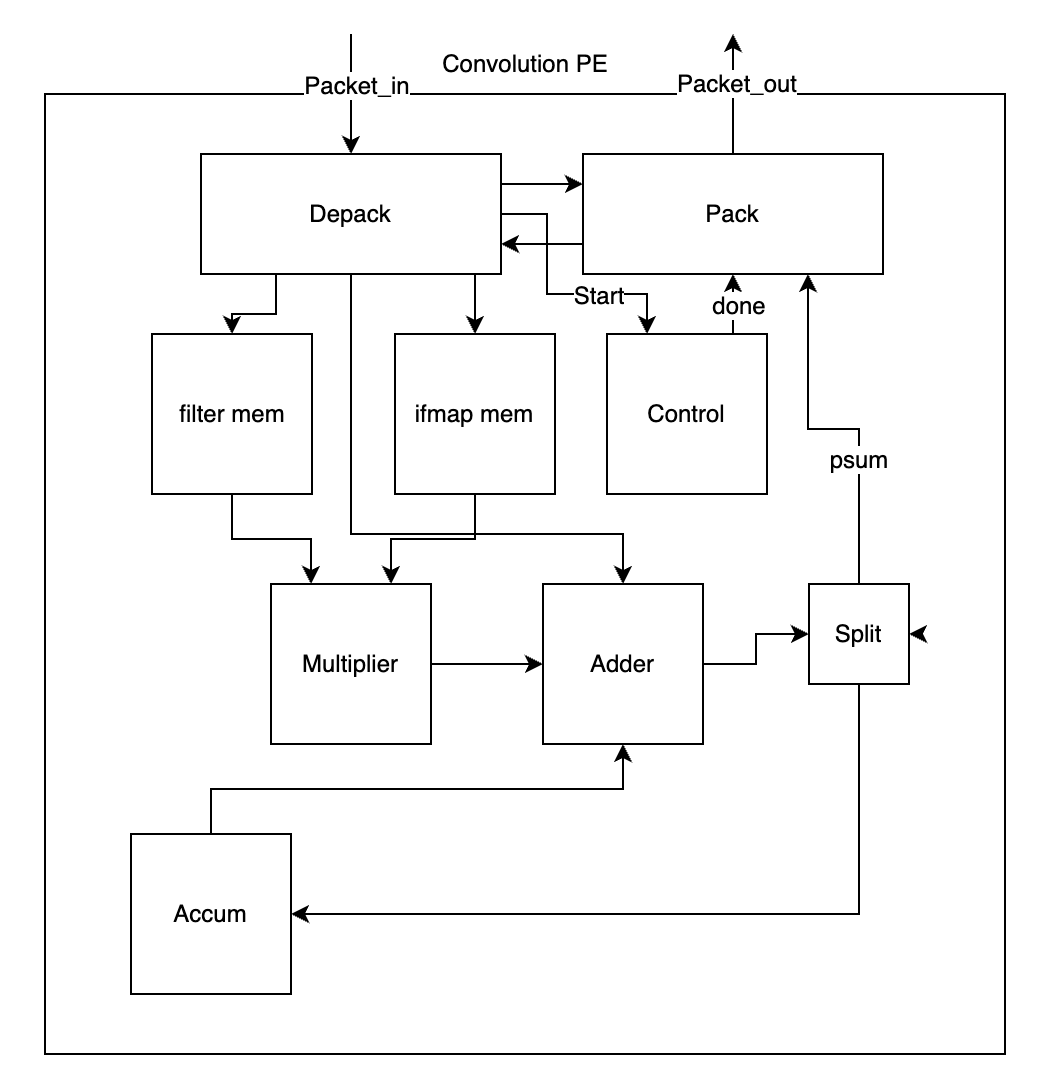 Convolution PE
Packet_in
Packet_out
Depack
Pack
Start
done
filter mem
ifmap mem
Control
psum
Multiplier
Adder
Split
Accum